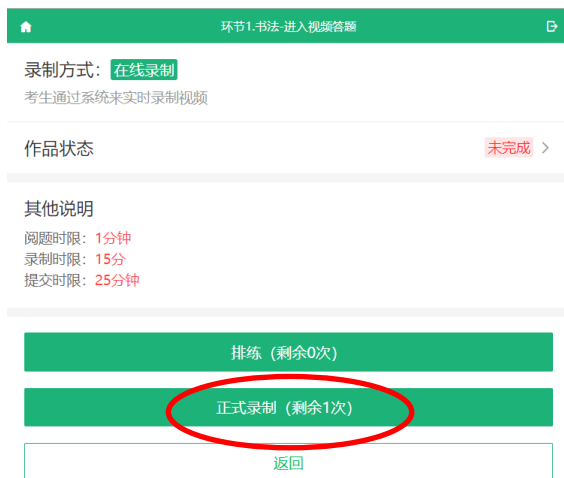 环节1.书法-进入视频答题
录制方式：在线录制
考生通过系统来实时录制视频
作品状态 未完成
其他说明
阅题时限：1分钟
录制时限：15分
提交时限：25分钟
排练（剩余0次）
正式录制（剩余1次）
返回